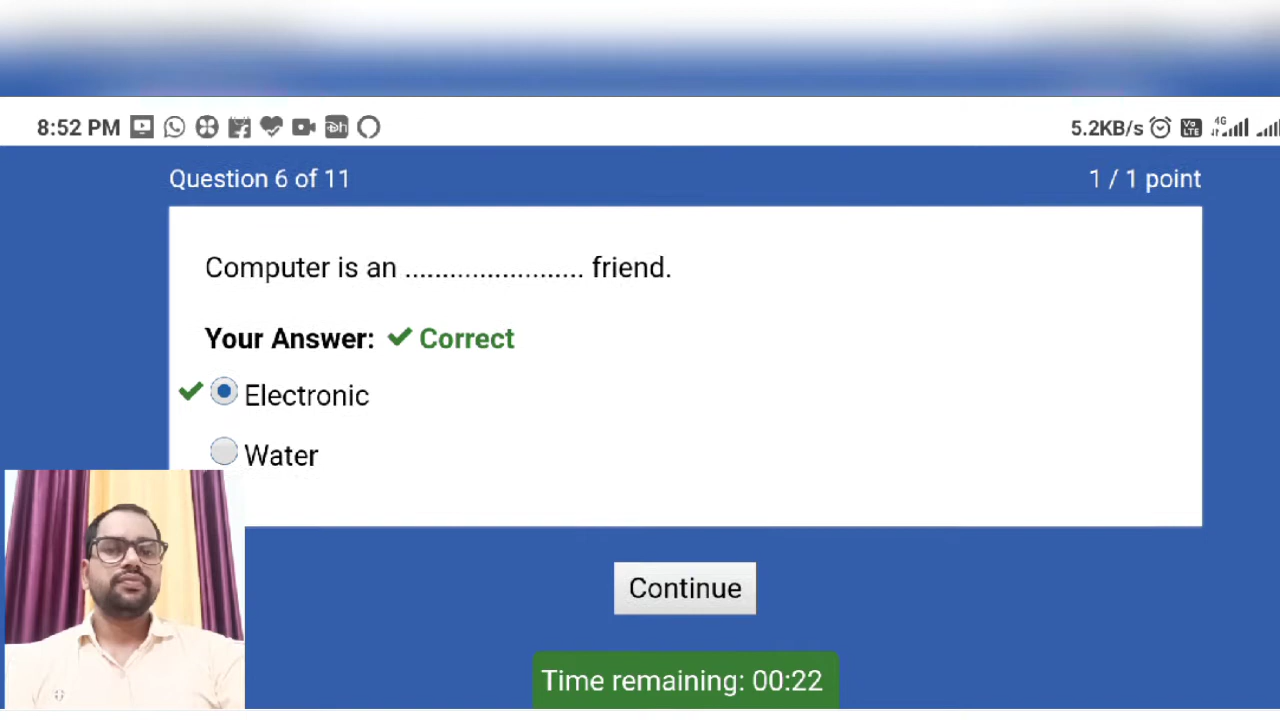 8:52 PM 5.2KB/s 4G
Question 6 of 11 1 / 1 point
Computer is an ........................ friend.
Your Answer: ✔ Correct
Electronic
Water
Continue
Time remaining: 00:22